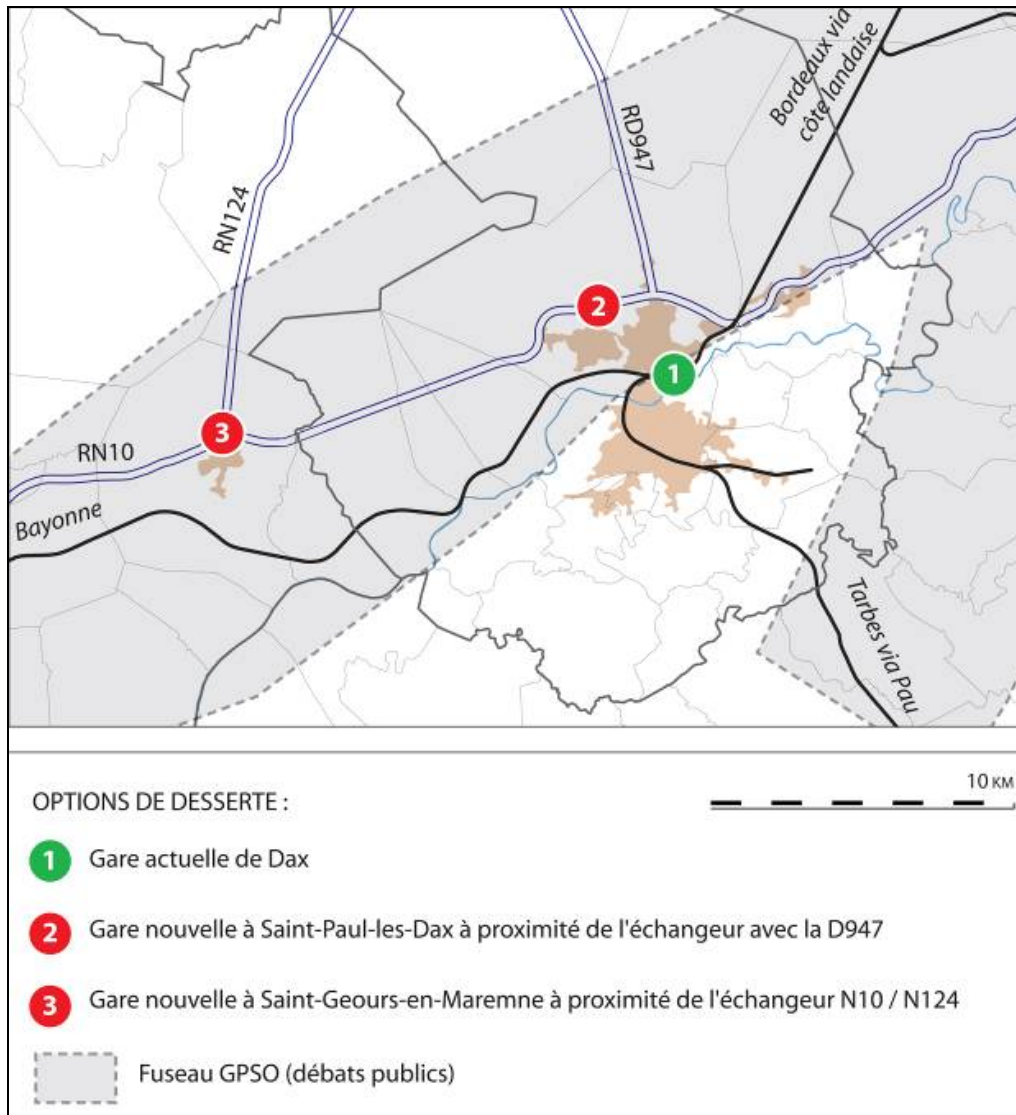 Bordeaux via
côte landaise
RD947
RN124
2
1
3
RN10
Bayonne
Tarbes via Pau
OPTIONS DE DESSERTE :
10 KM
1 Gare actuelle de Dax
2 Gare nouvelle à Saint-Paul-les-Dax à proximité de l'échangeur avec la D947
3 Gare nouvelle à Saint-Geours-en-Maremne à proximité de l'échangeur N10 / N124
Fuseau GPSO (débats publics)